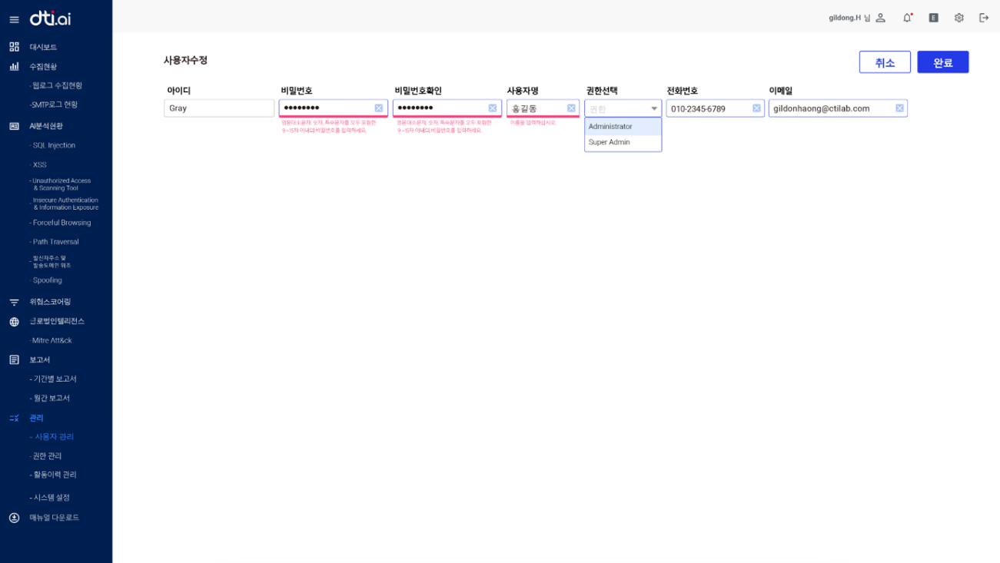 dti.ai
gildong.H 님
E
대시보드
수집현황
- 웹로그 수집현황
-SMTP로그 현황
AI분석현황
- SQL Injection
- XSS
- Unauthorized Access
& Scanning Tool
- Insecure Authentication
& Information Exposure
- Forceful Browsing
- Path Traversal
- 발신자주소 및
발송도메인 위조
- Spoofing
위협스코어링
글로벌인텔리전스
- Mitre Att&ck
보고서
- 기간별 보고서
- 월간 보고서
관리
- 사용자 관리
- 권한 관리
- 활동이력 관리
- 시스템 설정
매뉴얼 다운로드
사용자수정
취소
완료
아이디
비밀번호
비밀번호확인
사용자명
권한선택
전화번호
이메일
Gray
●●●●●●●●
●●●●●●●●
홍길동
권한
010-2345-6789
gildonhaong@ctilab.com
영문대소문자, 숫자, 특수문자를 모두 포함한
9~15자 이내의 비밀번호를 입력하세요.
영문대소문자, 숫자, 특수문자를 모두 포함한
9~15자 이내의 비밀번호를 입력하세요.
이름을 입력하십시오.
Administrator
Super Admin